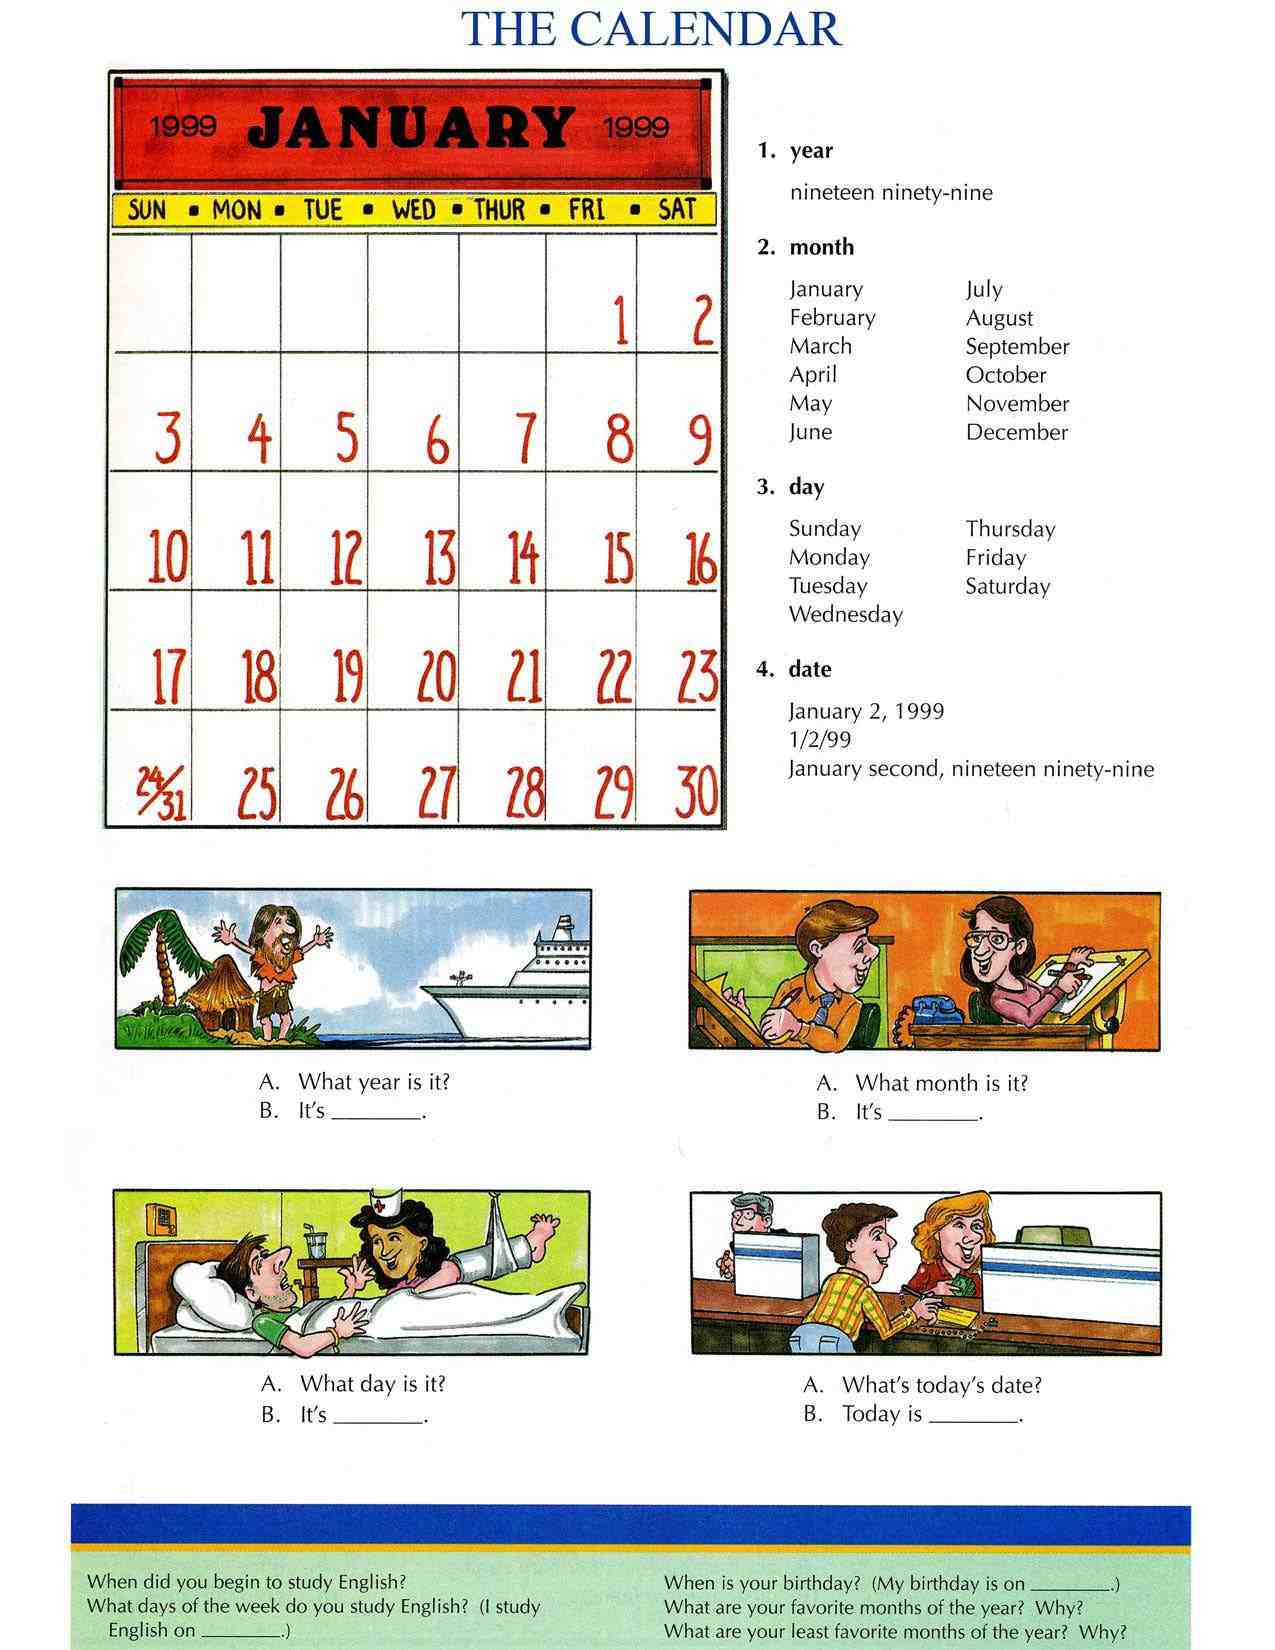 THE CALENDAR
1999 JANUARY 1999
SUN ▪ MON ▪ TUE ▪ WED ▪ THUR ▪ FRI ▪ SAT
1 2
3 4 5 6 7 8 9
10 11 12 13 14 15 16
17 18 19 20 21 22 23
24/31 25 26 27 28 29 30
1. year
nineteen ninety-nine
2. month
January July
February August
March September
April October
May November
June December
3. day
Sunday Thursday
Monday Friday
Tuesday Saturday
Wednesday
4. date
January 2, 1999
1/2/99
January second, nineteen ninety-nine
A. What year is it?
B. It's ________.
A. What month is it?
B. It's ________.
A. What day is it?
B. It's ________.
A. What's today's date?
B. Today is ________.
When did you begin to study English?
What days of the week do you study English? (I study
English on _______.)
When is your birthday? (My birthday is on _______.)
What are your favorite months of the year? Why?
What are your least favorite months of the year? Why?